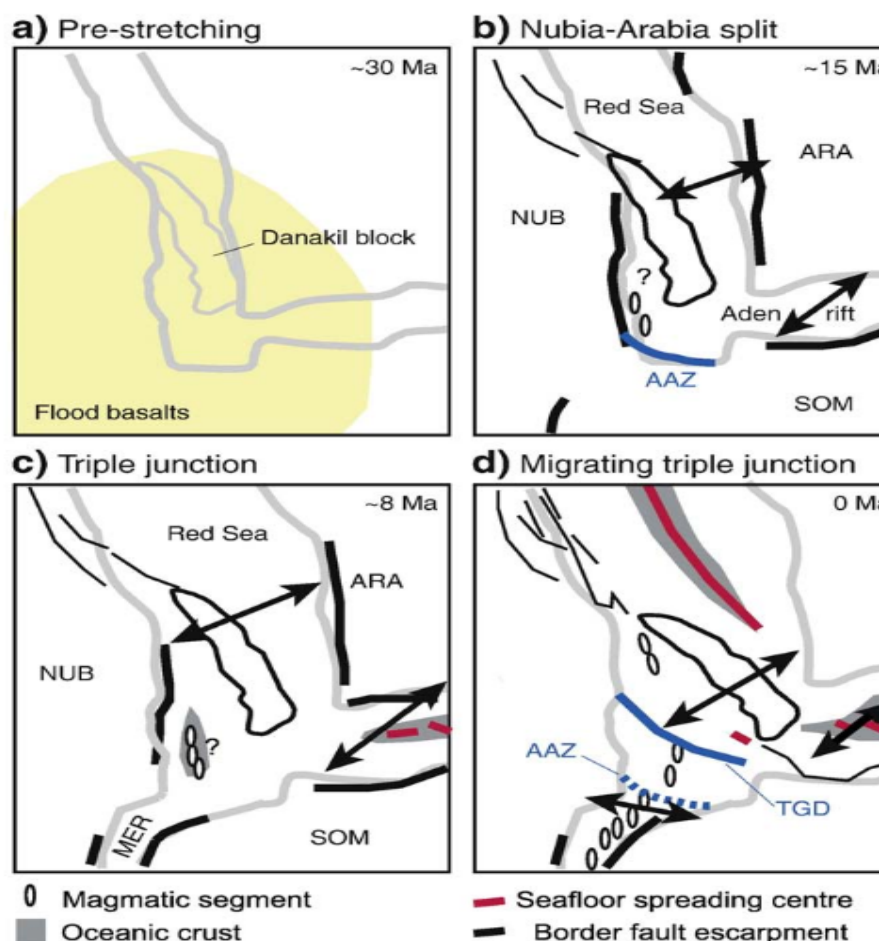 a) Pre-stretching
~30 Ma
Danakil block
Flood basalts
b) Nubia-Arabia split
~15 Ma
Red Sea
ARA
NUB
?
Aden rift
AAZ
SOM
c) Triple junction
~8 Ma
Red Sea
ARA
NUB
?
MER
SOM
d) Migrating triple junction
0 Ma
AAZ
TGD
Magmatic segment
Oceanic crust
Seafloor spreading centre
Border fault escarpment